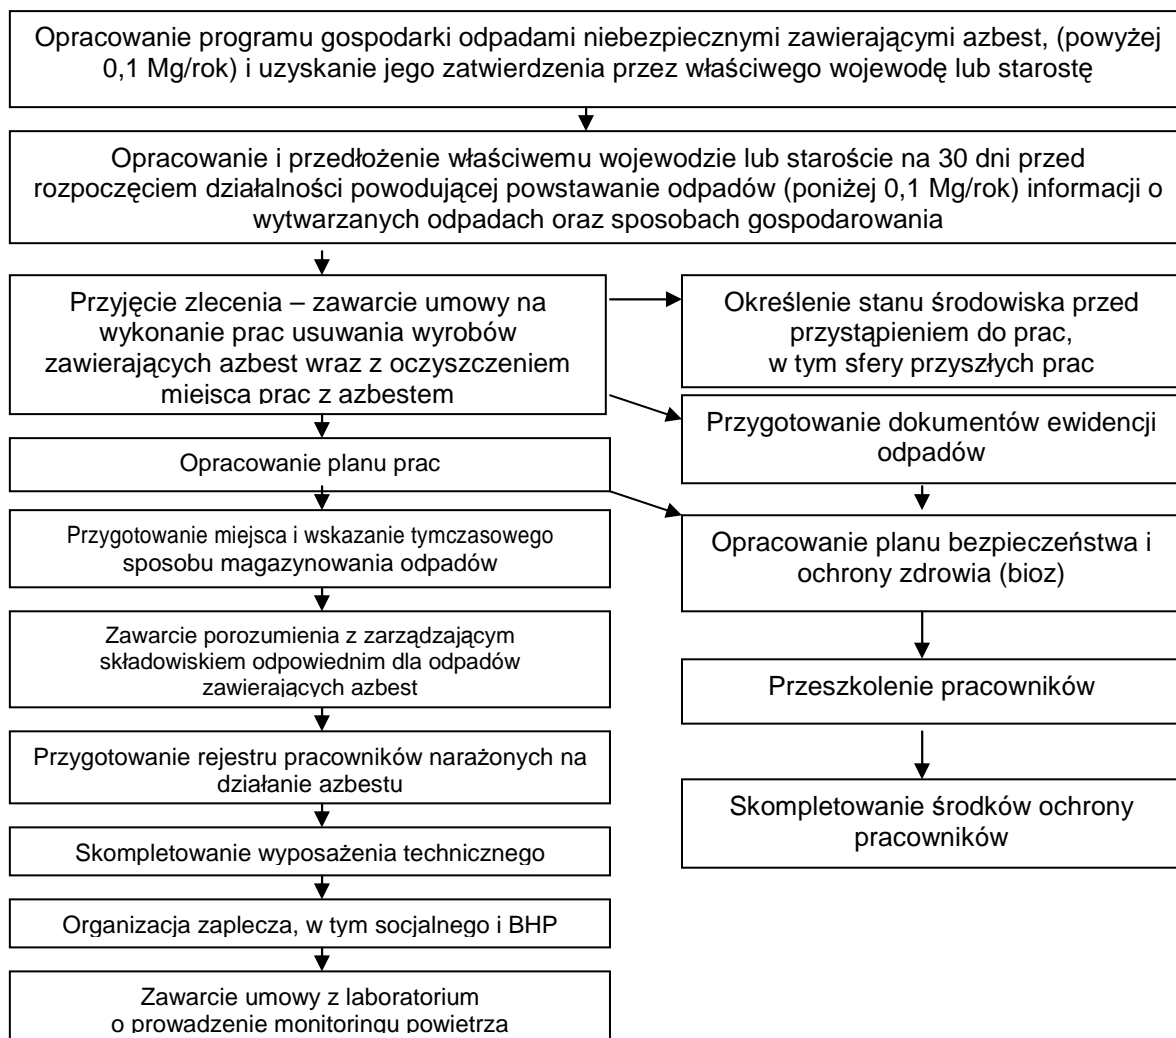 Opracowanie programu gospodarki odpadami niebezpiecznymi zawierającymi azbest, (powyżej
0,1 Mg/rok) i uzyskanie jego zatwierdzenia przez właściwego wojewodę lub starostę
Opracowanie i przedłożenie właściwemu wojewodzie lub staroście na 30 dni przed
rozpoczęciem działalności powodującej powstawanie odpadów (poniżej 0,1 Mg/rok) informacji o
wytwarzanych odpadach oraz sposobach gospodarowania
Przyjęcie zlecenia – zawarcie umowy na
wykonanie prac usuwania wyrobów
zawierających azbest wraz z oczyszczeniem
miejsca prac z azbestem
Określenie stanu środowiska przed
przystąpieniem do prac,
w tym sfery przyszłych prac
Przygotowanie dokumentów ewidencji
odpadów
Opracowanie planu prac
Przygotowanie miejsca i wskazanie tymczasowego
sposobu magazynowania odpadów
Opracowanie planu bezpieczeństwa i
ochrony zdrowia (bioz)
Zawarcie porozumienia z zarządzającym
składowiskiem odpowiednim dla odpadów
zawierających azbest
Przeszkolenie pracowników
Przygotowanie rejestru pracowników narażonych na
działanie azbestu
Skompletowanie środków ochrony
pracowników
Skompletowanie wyposażenia technicznego
Organizacja zaplecza, w tym socjalnego i BHP
Zawarcie umowy z laboratorium
o prowadzenie monitoringu powietrza